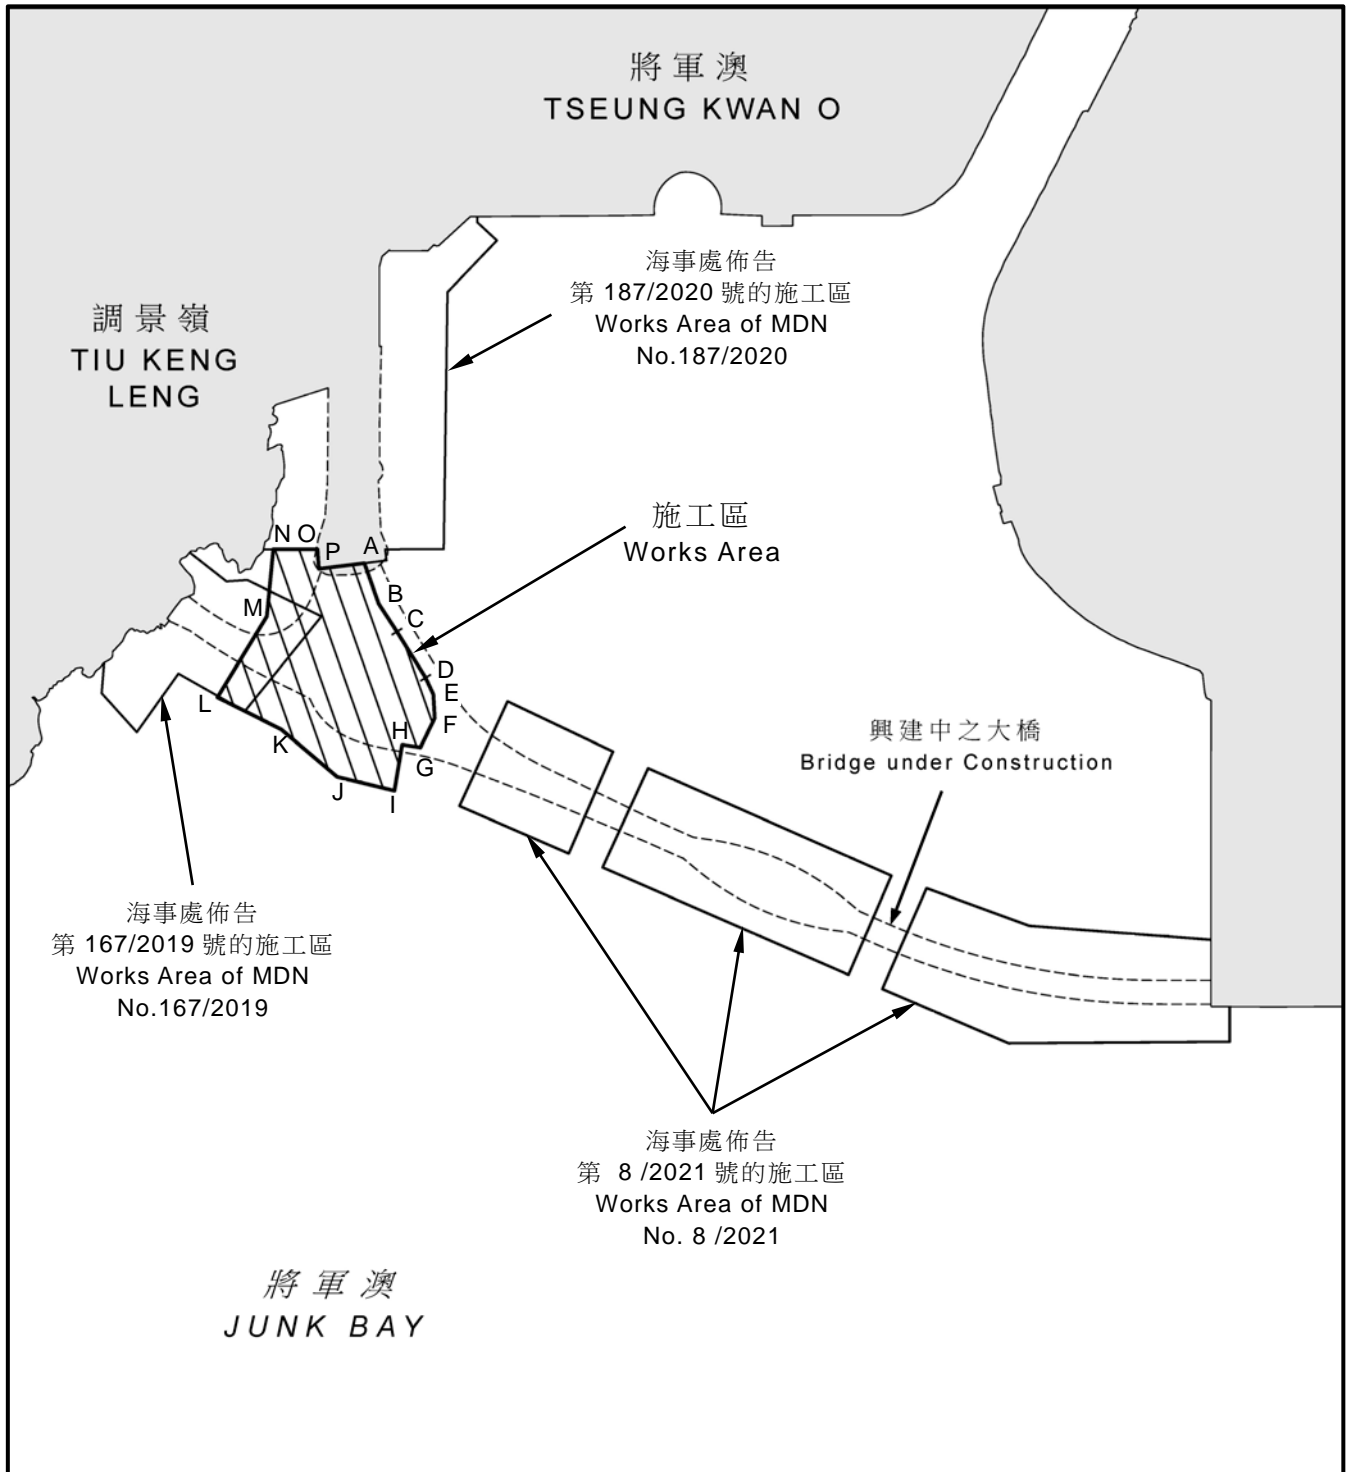 將軍澳
TSEUNG KWAN O
海事處佈告
第 187/2020 號的施工區
Works Area of MDN
No.187/2020
調景嶺
TIU KENG
LENG
施工區
Works Area
N
O
P
A
B
M
C
D
E
L
F
H
K
G
J
I
興建中之大橋
Bridge under Construction
海事處佈告
第 167/2019 號的施工區
Works Area of MDN
No.167/2019
海事處佈告
第 8 /2021 號的施工區
Works Area of MDN
No. 8 /2021
將軍澳
JUNK BAY